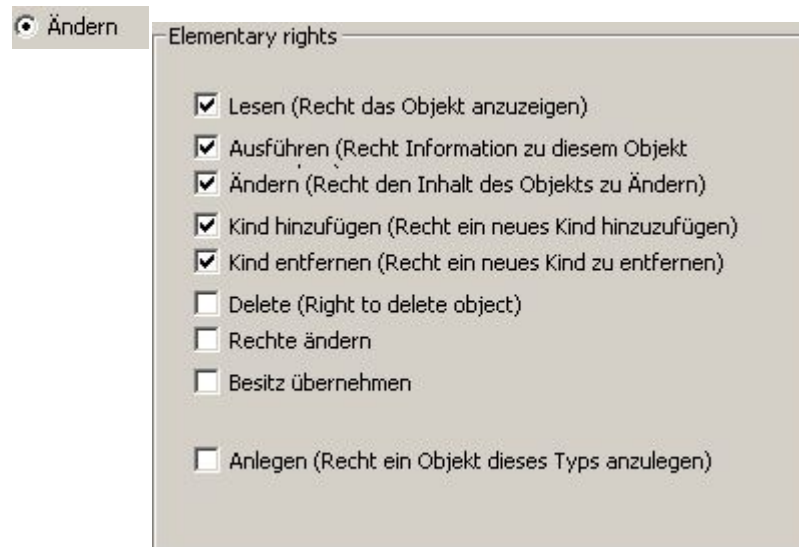 Ändern
Elementary rights
Lesen (Recht das Objekt anzuzeigen)
Ausführen (Recht Information zu diesem Objekt
Ändern (Recht den Inhalt des Objekts zu Ändern)
Kind hinzufügen (Recht ein neues Kind hinzuzufügen)
Kind entfernen (Recht ein neues Kind zu entfernen)
Delete (Right to delete object)
Rechte ändern
Besitz übernehmen
Anlegen (Recht ein Objekt dieses Typs anzulegen)